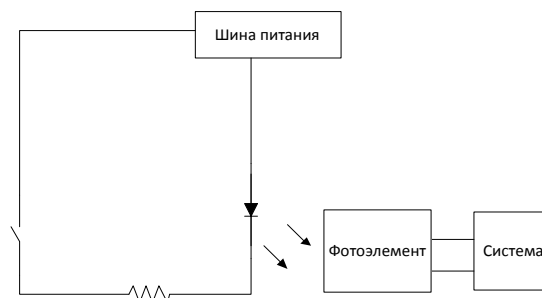 Шина питания
Фотоэлемент
Система